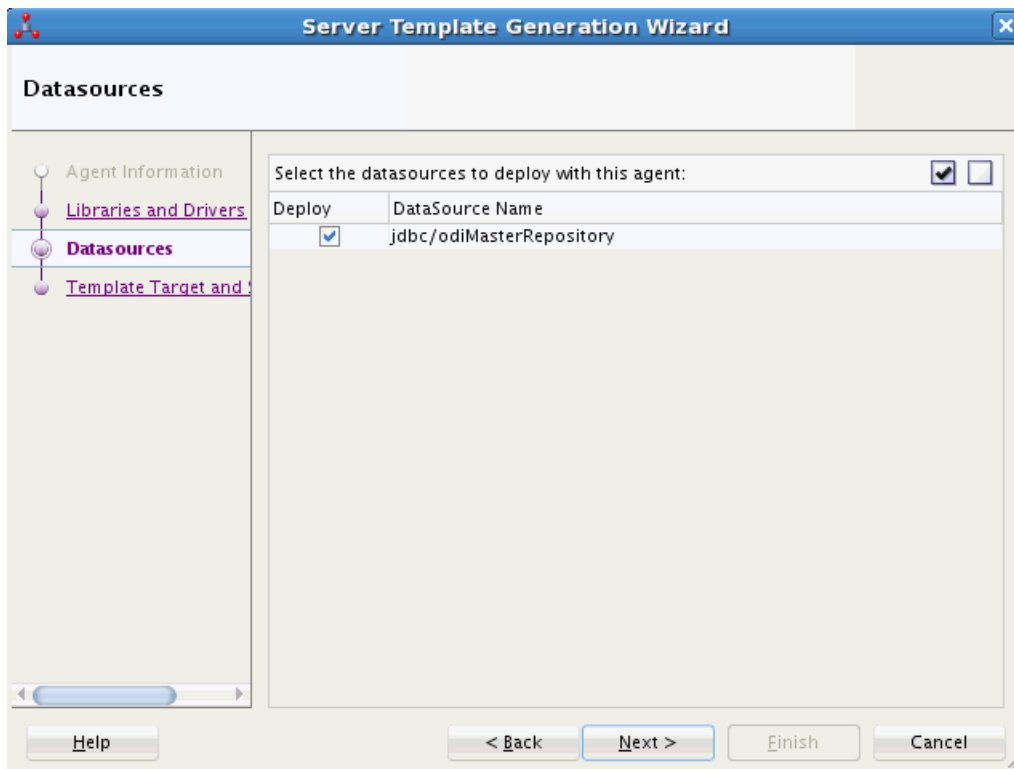 Server Template Generation Wizard
Datasources
Agent Information
Libraries and Drivers
Datasources
Template Target and
Select the datasources to deploy with this agent:
Deploy DataSource Name
jdbc/odiMasterRepository
Help < Back Next > Finish Cancel